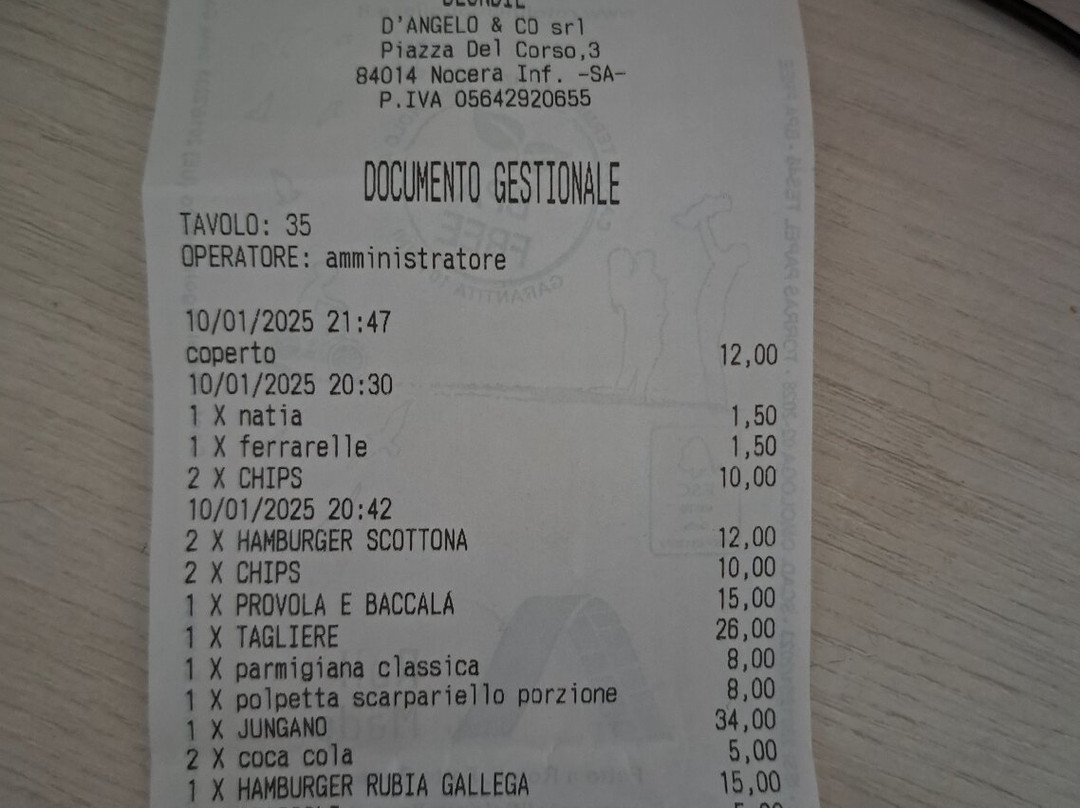 D'ANGELO & CO srl
Piazza Del Corso,3
84014 Nocera Inf. -SA-
P.IVA 05642920655
DOCUMENTO GESTIONALE
TAVOLO: 35
OPERATORE: amministratore
10/01/2025 21:47
coperto 12,00
10/01/2025 20:30
1 X natia 1,50
1 X ferrarelle 1,50
2 X CHIPS 10,00
10/01/2025 20:42
2 X HAMBURGER SCOTTONA 12,00
2 X CHIPS 10,00
1 X PROVOLA E BACCALÁ 15,00
1 X TAGLIERE 26,00
1 X parmigiana classica 8,00
1 X polpetta scarpariello porzione 8,00
1 X JUNGANO 34,00
2 X coca cola 5,00
1 X HAMBURGER RUBIA GALLEGA 15,00